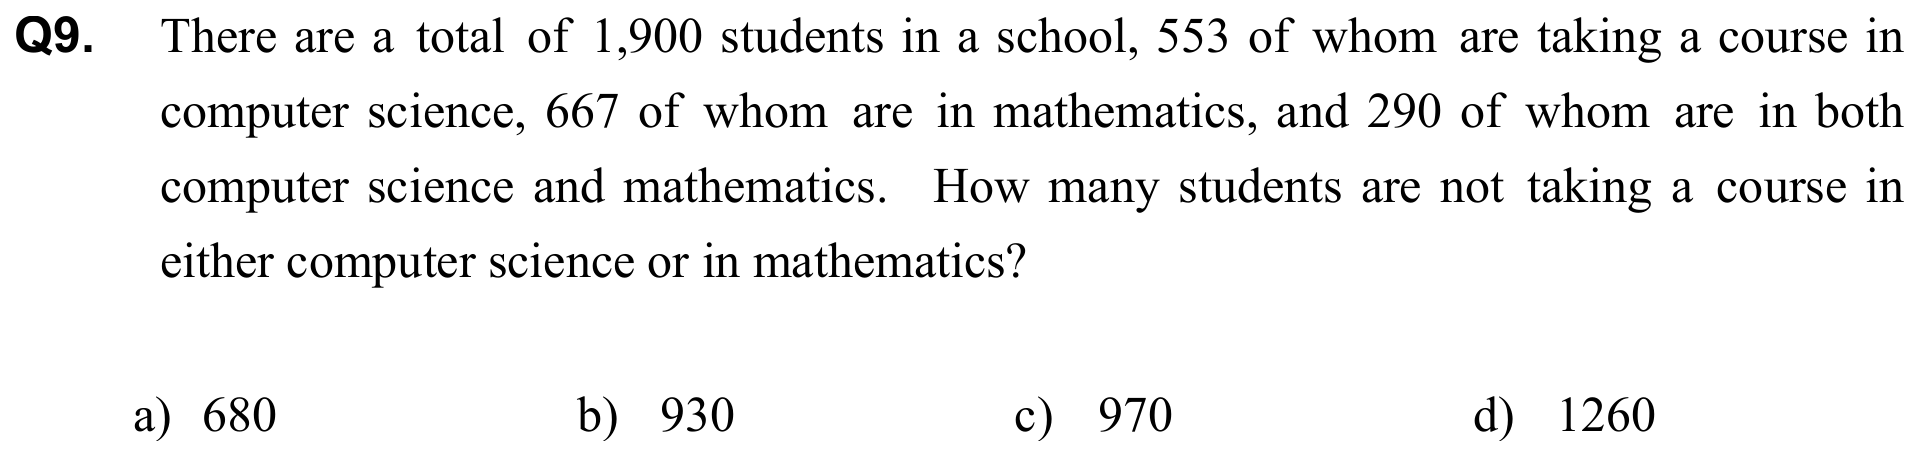 Q9. There are a total of 1,900 students in a school, 553 of whom are taking a course in
computer science, 667 of whom are in mathematics, and 290 of whom are in both
computer science and mathematics. How many students are not taking a course in
either computer science or in mathematics?
a) 680 b) 930 c) 970 d) 1260